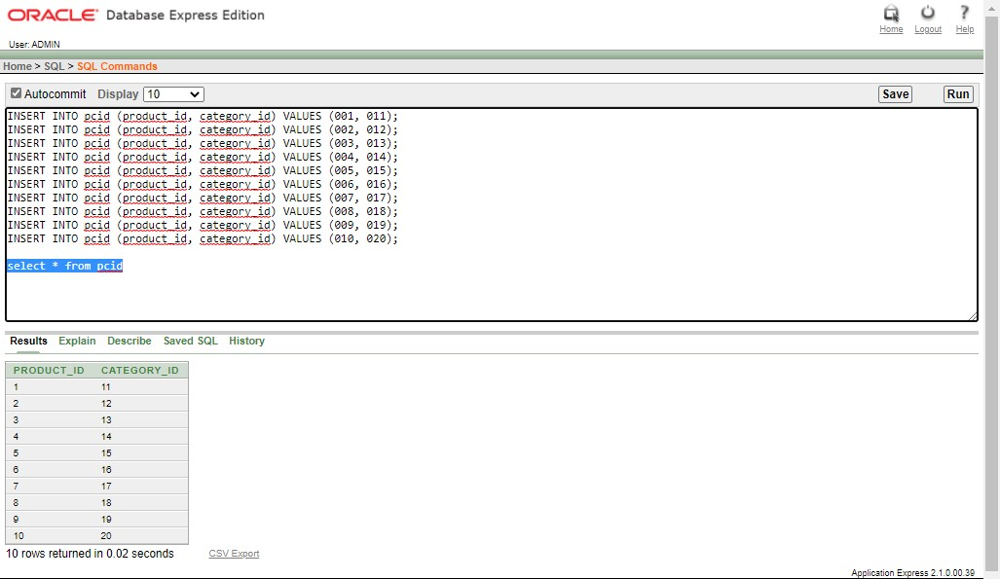 ORACLE® Database Express Edition
Home Logout Help
User: ADMIN
Home > SQL > SQL Commands
Autocommit Display 10 Save Run
INSERT INTO pcid (product_id, category_id) VALUES (001, 011);
INSERT INTO pcid (product_id, category_id) VALUES (002, 012);
INSERT INTO pcid (product_id, category_id) VALUES (003, 013);
INSERT INTO pcid (product_id, category_id) VALUES (004, 014);
INSERT INTO pcid (product_id, category_id) VALUES (005, 015);
INSERT INTO pcid (product_id, category_id) VALUES (006, 016);
INSERT INTO pcid (product_id, category_id) VALUES (007, 017);
INSERT INTO pcid (product_id, category_id) VALUES (008, 018);
INSERT INTO pcid (product_id, category_id) VALUES (009, 019);
INSERT INTO pcid (product_id, category_id) VALUES (010, 020);
select * from pcid
Results Explain Describe Saved SQL History
PRODUCT_ID CATEGORY_ID
1 11
2 12
3 13
4 14
5 15
6 16
7 17
8 18
9 19
10 20
10 rows returned in 0.02 seconds CSV Export
Application Express 2.1.0.00.39